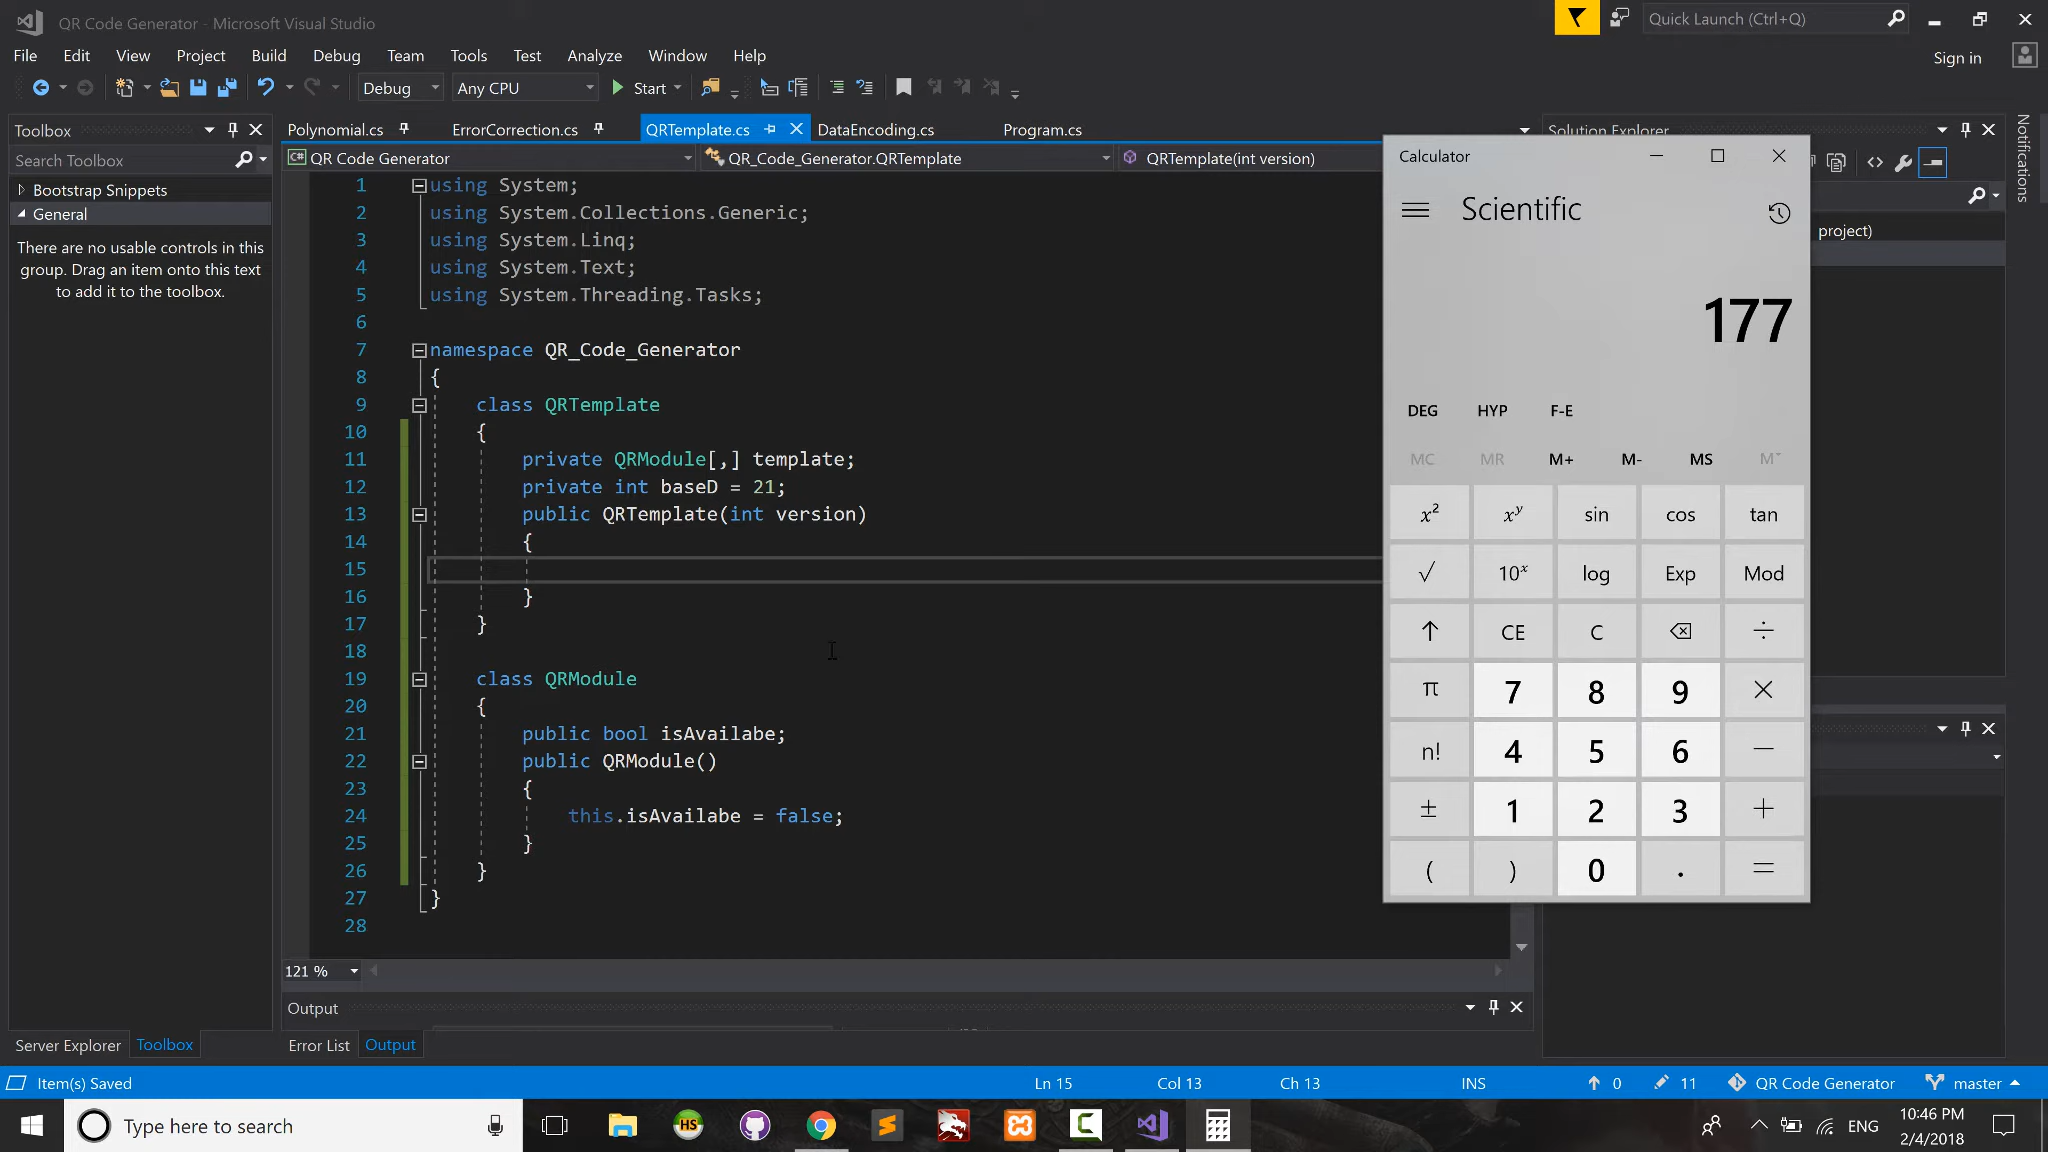 QR Code Generator - Microsoft Visual Studio
Quick Launch (Ctrl+Q)
File Edit View Project Build Debug Team Tools Test Analyze Window Help
Sign in
Debug Any CPU Start
Toolbox
Search Toolbox
Bootstrap Snippets
General
There are no usable controls in this
group. Drag an item onto this text
to add it to the toolbox.
Polynomial.cs ErrorCorrection.cs QRTemplate.cs DataEncoding.cs Program.cs
QR Code Generator QR_Code_Generator.QRTemplate QRTemplate(int version)
1 using System;
2 using System.Collections.Generic;
3 using System.Linq;
4 using System.Text;
5 using System.Threading.Tasks;
6
7 namespace QR_Code_Generator
8 {
9 class QRTemplate
10 {
11 private QRModule[,] template;
12 private int baseD = 21;
13 public QRTemplate(int version)
14 {
15
16 }
17 }
18
19 class QRModule
20 {
21 public bool isAvailabe;
22 public QRModule()
23 {
24 this.isAvailabe = false;
25 }
26 }
27 }
28
121 %
Output
Server Explorer Toolbox
Error List Output
Solution Explorer
Notifications
project)
Calculator
Scientific
177
DEG HYP F-E
MC MR M+ M- MS M˅
x² xʸ sin cos tan
√ 10ˣ log Exp Mod
↑ CE C ⌫ ÷
π 7 8 9 ×
n! 4 5 6 −
± 1 2 3 +
( ) 0 . =
Item(s) Saved Ln 15 Col 13 Ch 13 INS 0 11 QR Code Generator master
Type here to search
HS
ENG
10:46 PM
2/4/2018